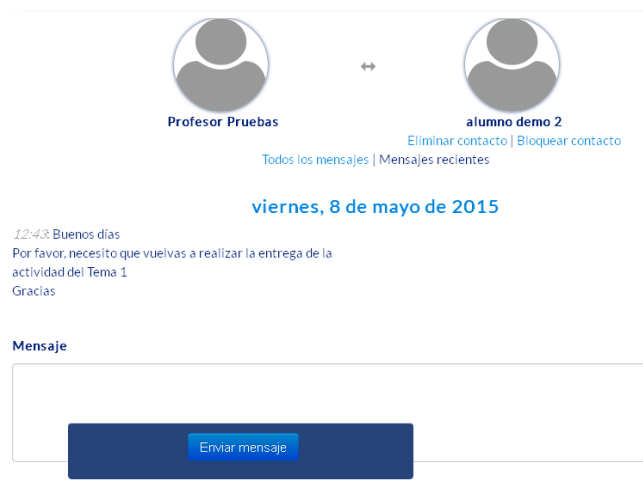 Profesor Pruebas
alumno demo 2
Eliminar contacto | Bloquear contacto
Todos los mensajes | Mensajes recientes
viernes, 8 de mayo de 2015
12:43: Buenos días
Por favor, necesito que vuelvas a realizar la entrega de la
actividad del Tema 1
Gracias
Mensaje
Enviar mensaje